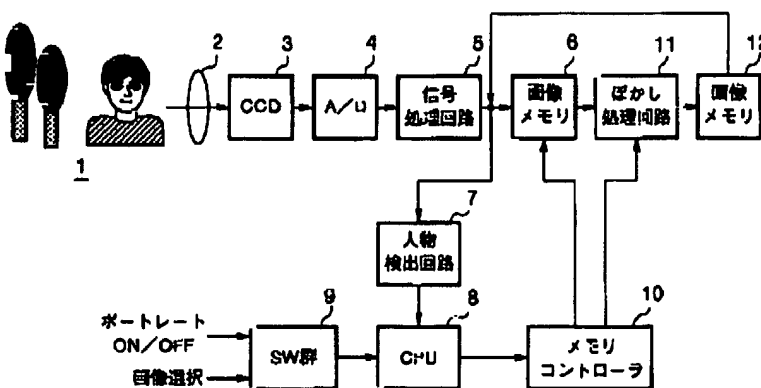 2
3
4
5
6
11
12
CCD
A/D
信号
処理回路
画像
メモリ
ぼかし
処理回路
画像
メモリ
1
7
人物
検出回路
ポートレート
ON/OFF
画像選択
9
SW群
8
CPU
10
メモリ
コントローラ